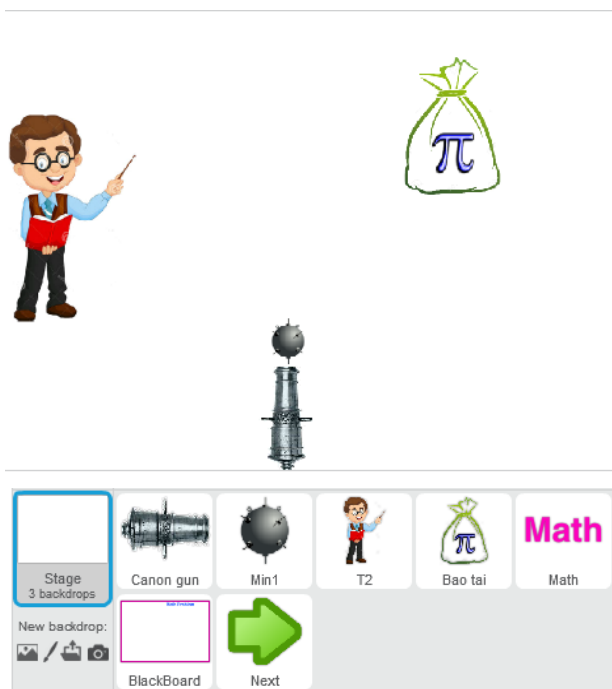 π
π
Math
Stage
3 backdrops
Canon gun
Min1
T2
Bao tai
Math
New backdrop:
BlackBoard
Next